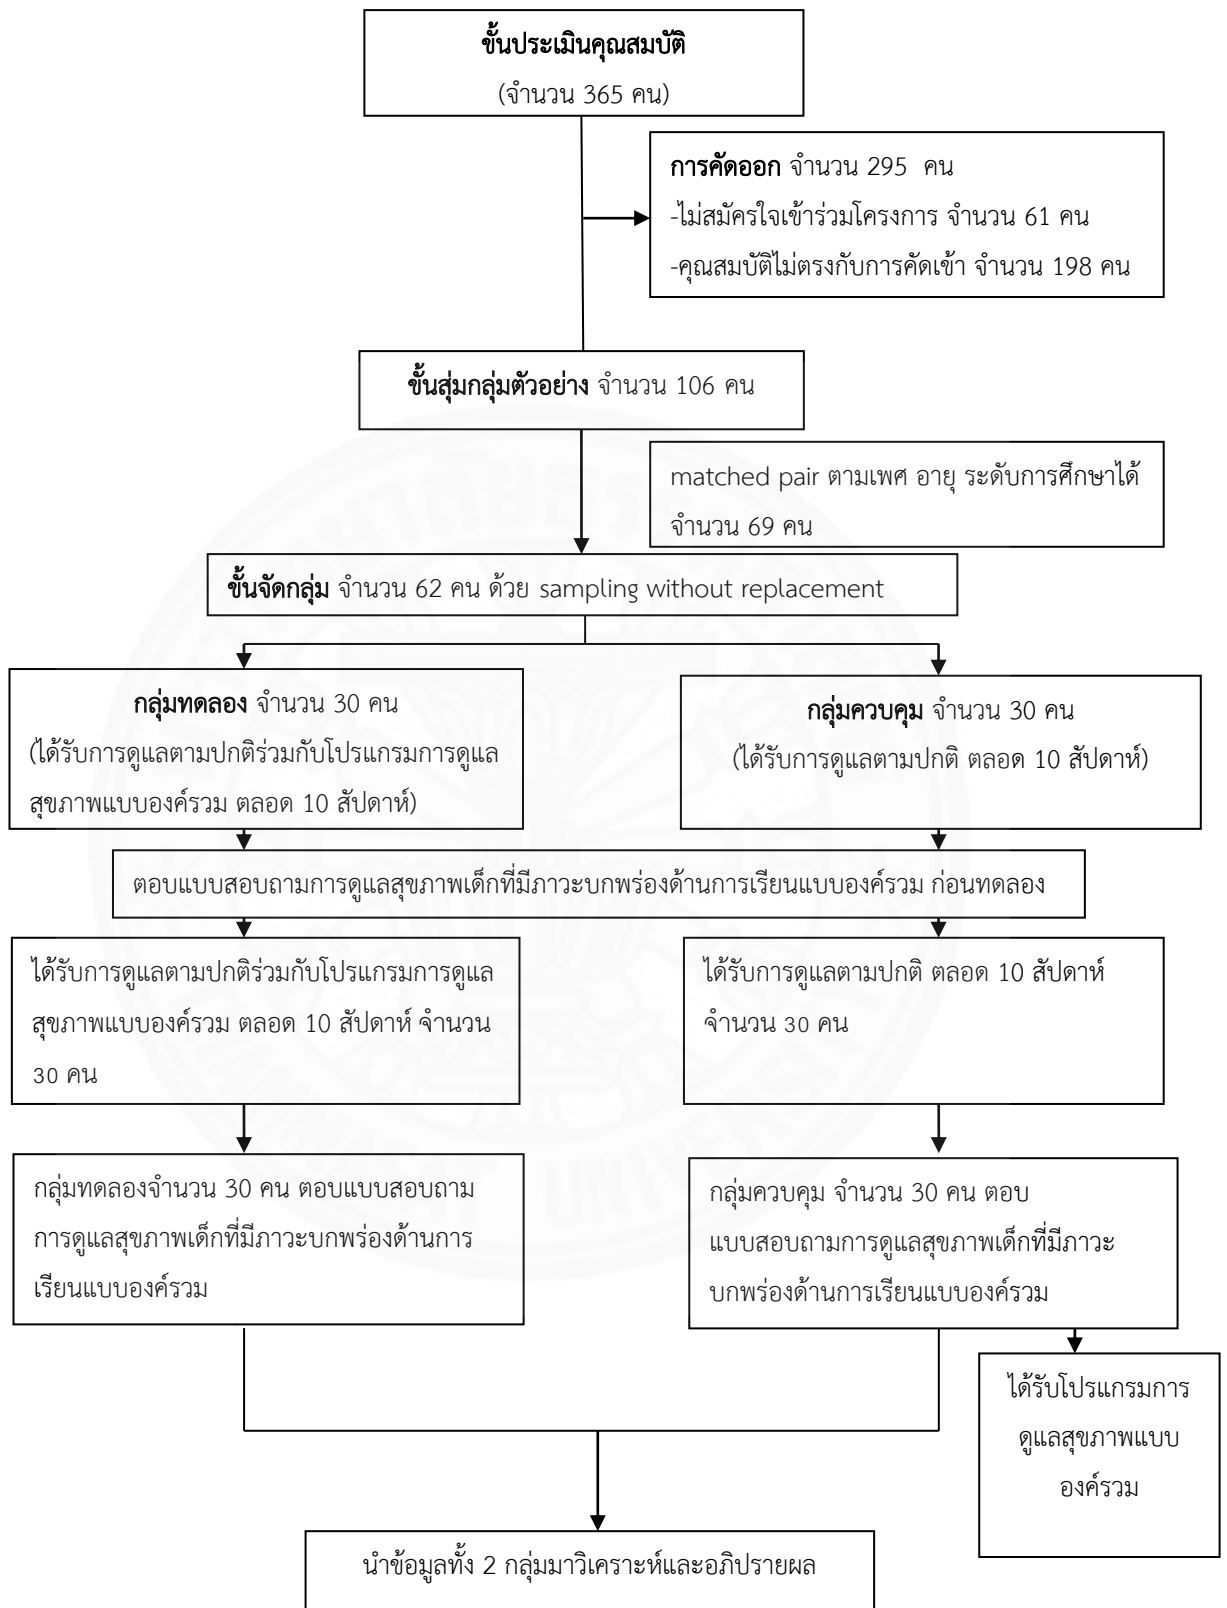 ขั้นประเมินคุณสมบัติ
(จำนวน 365 คน)
การคัดออก จำนวน 295 คน
-ไม่สมัครใจเข้าร่วมโครงการ จำนวน 61 คน
-คุณสมบัติไม่ตรงกับการคัดเข้า จำนวน 198 คน
ขั้นสุ่มกลุ่มตัวอย่าง จำนวน 106 คน
matched pair ตามเพศ อายุ ระดับการศึกษาได้
จำนวน 69 คน
ขั้นจัดกลุ่ม จำนวน 62 คน ด้วย sampling without replacement
กลุ่มทดลอง จำนวน 30 คน
(ได้รับการดูแลตามปกติร่วมกับโปรแกรมการดูแล
สุขภาพแบบองค์รวม ตลอด 10 สัปดาห์)
กลุ่มควบคุม จำนวน 30 คน
(ได้รับการดูแลตามปกติ ตลอด 10 สัปดาห์)
ตอบแบบสอบถามการดูแลสุขภาพเด็กที่มีภาวะบกพร่องด้านการเรียนแบบองค์รวม ก่อนทดลอง
ได้รับการดูแลตามปกติร่วมกับโปรแกรมการดูแล
สุขภาพแบบองค์รวม ตลอด 10 สัปดาห์ จำนวน
30 คน
ได้รับการดูแลตามปกติ ตลอด 10 สัปดาห์
จำนวน 30 คน
กลุ่มทดลองจำนวน 30 คน ตอบแบบสอบถาม
การดูแลสุขภาพเด็กที่มีภาวะบกพร่องด้านการ
เรียนแบบองค์รวม
กลุ่มควบคุม จำนวน 30 คน ตอบ
แบบสอบถามการดูแลสุขภาพเด็กที่มีภาวะ
บกพร่องด้านการเรียนแบบองค์รวม
ได้รับโปรแกรมการ
ดูแลสุขภาพแบบ
องค์รวม
นำข้อมูลทั้ง 2 กลุ่มมาวิเคราะห์และอภิปรายผล